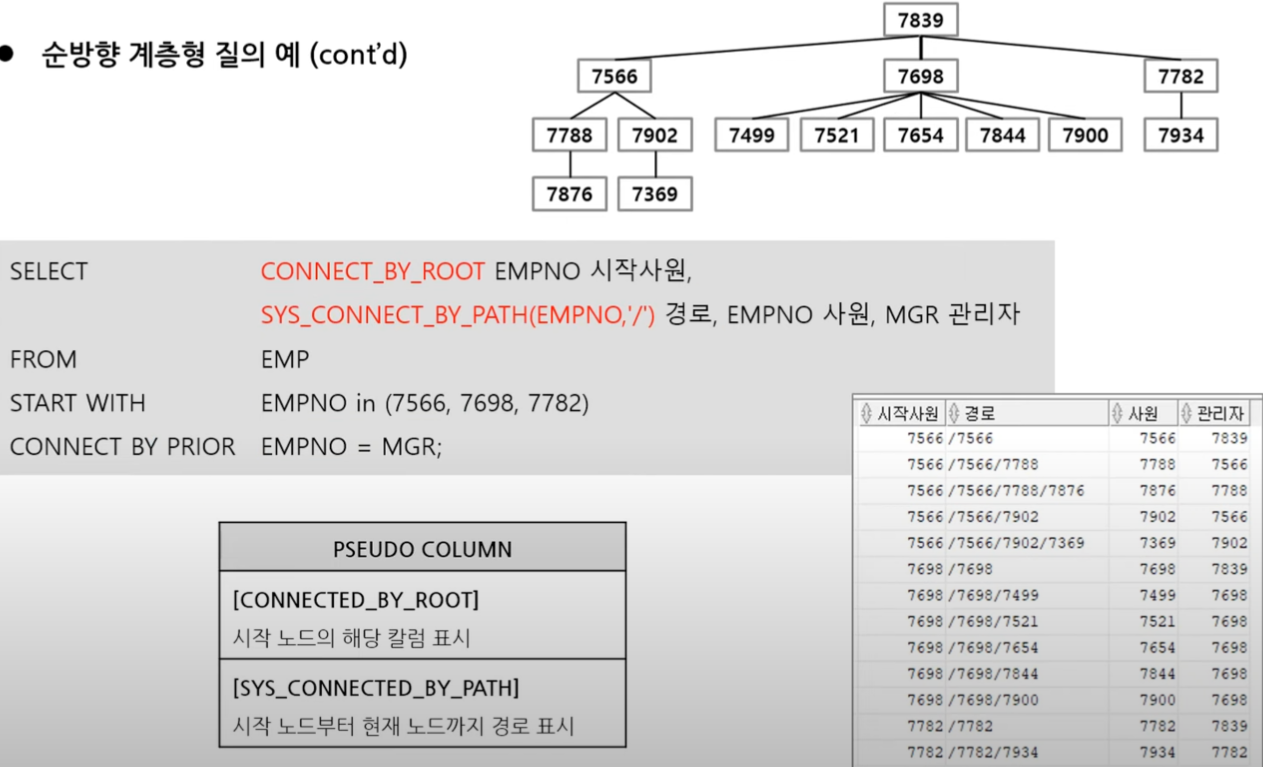 ● 순방향 계층형 질의 예 (cont'd)
7839
7566 7698 7782
7788 7902 7499 7521 7654 7844 7900 7934
7876 7369
SELECT CONNECT_BY_ROOT EMPNO 시작사원,
SYS_CONNECT_BY_PATH(EMPNO,'/') 경로, EMPNO 사원, MGR 관리자
FROM EMP
START WITH EMPNO in (7566, 7698, 7782)
CONNECT BY PRIOR EMPNO = MGR;
PSEUDO COLUMN
[CONNECTED_BY_ROOT]
시작 노드의 해당 칼럼 표시
[SYS_CONNECTED_BY_PATH]
시작 노드부터 현재 노드까지 경로 표시
시작사원 경로 사원 관리자
7566 /7566 7566 7839
7566 /7566/7788 7788 7566
7566 /7566/7788/7876 7876 7788
7566 /7566/7902 7902 7566
7566 /7566/7902/7369 7369 7902
7698 /7698 7698 7839
7698 /7698/7499 7499 7698
7698 /7698/7521 7521 7698
7698 /7698/7654 7654 7698
7698 /7698/7844 7844 7698
7698 /7698/7900 7900 7698
7782 /7782 7782 7839
7782 /7782/7934 7934 7782